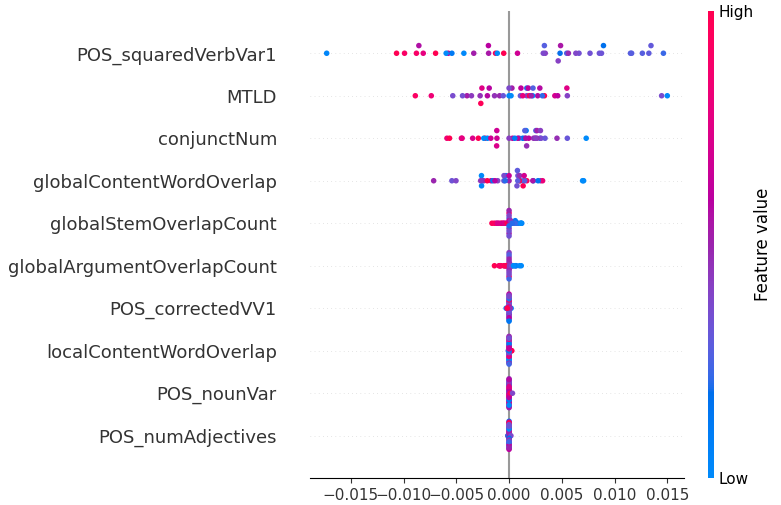 High
POS_squaredVerbVar1
MTLD
conjunctNum
globalContentWordOverlap
globalStemOverlapCount
globalArgumentOverlapCount
POS_correctedVV1
localContentWordOverlap
POS_nounVar
POS_numAdjectives
Feature value
Low
−0.015 −0.010 −0.005 0.000 0.005 0.010 0.015